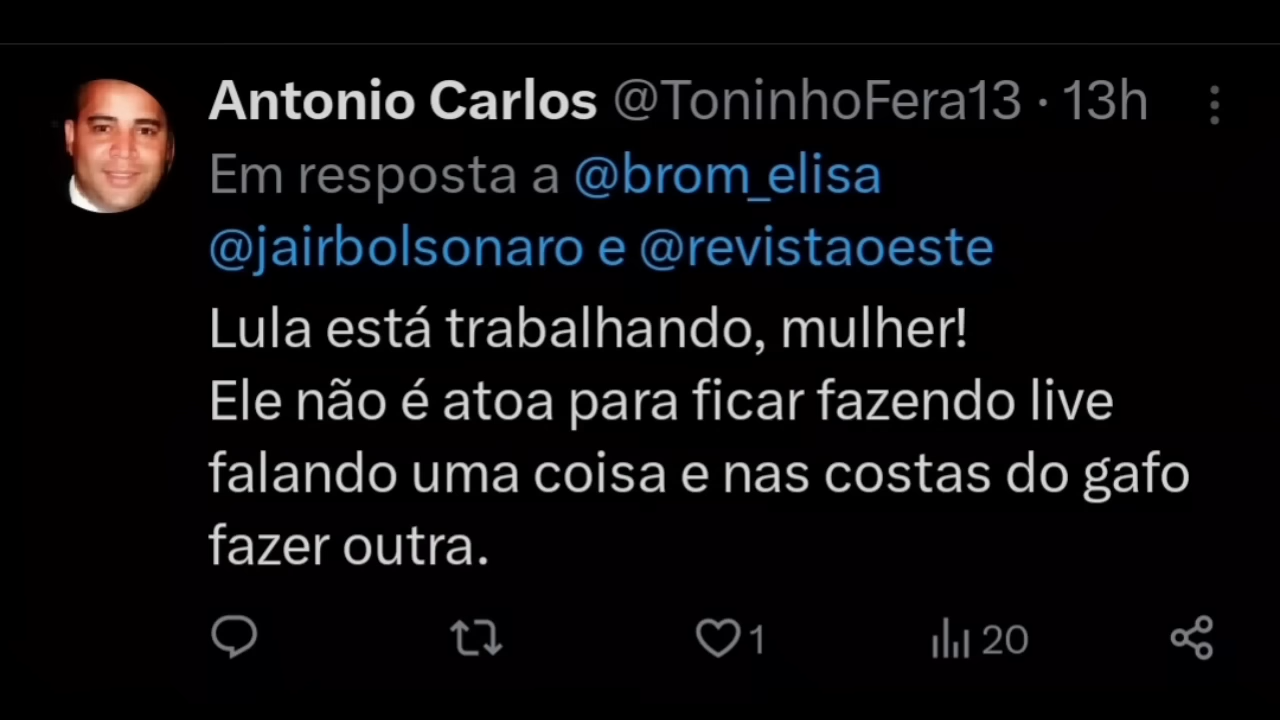 Antonio Carlos @ToninhoFera13 · 13h
Em resposta a @brom_elisa
@jairbolsonaro e @revistaoeste
Lula está trabalhando, mulher!
Ele não é atoa para ficar fazendo live
falando uma coisa e nas costas do gafo
fazer outra.
1 20